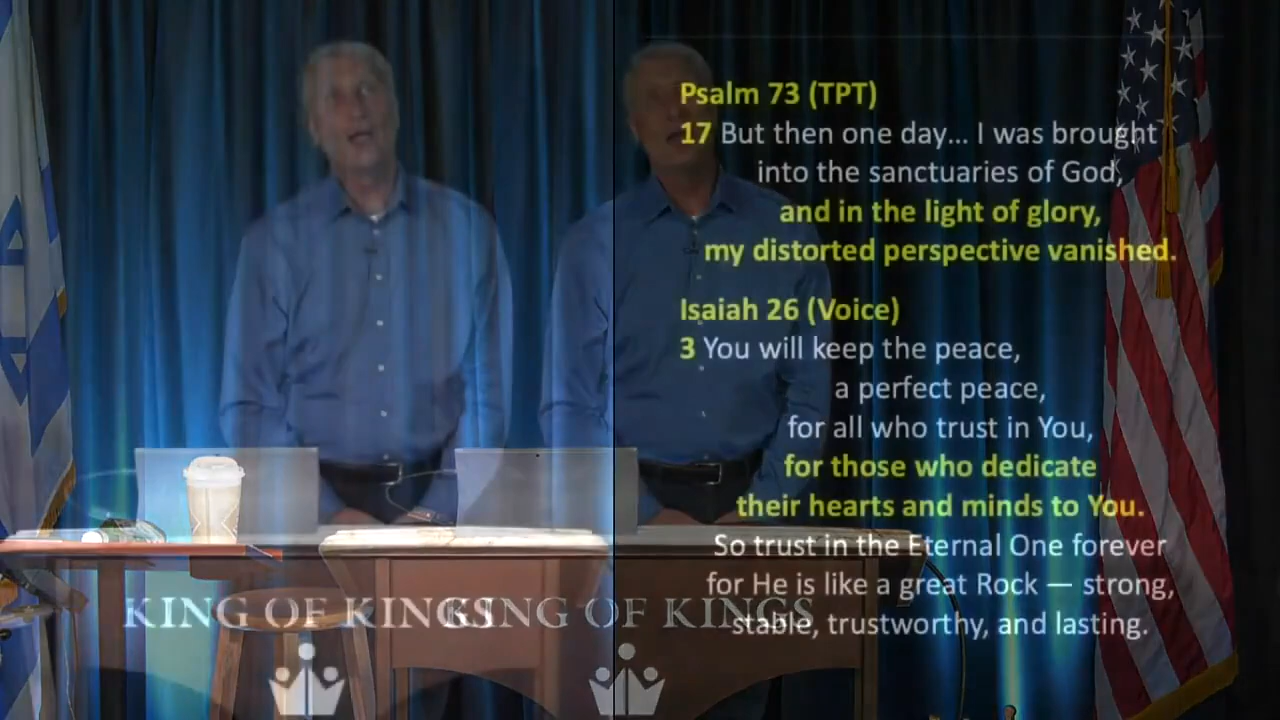 Psalm 73 (TPT)
17 But then one day... I was brought
into the sanctuaries of God,
and in the light of glory,
my distorted perspective vanished.
Isaiah 26 (Voice)
3 You will keep the peace,
a perfect peace,
for all who trust in You,
for those who dedicate
their hearts and minds to You.
So trust in the Eternal One forever
for He is like a great Rock — strong,
stable, trustworthy, and lasting.
KING OF KINGS KING OF KINGS